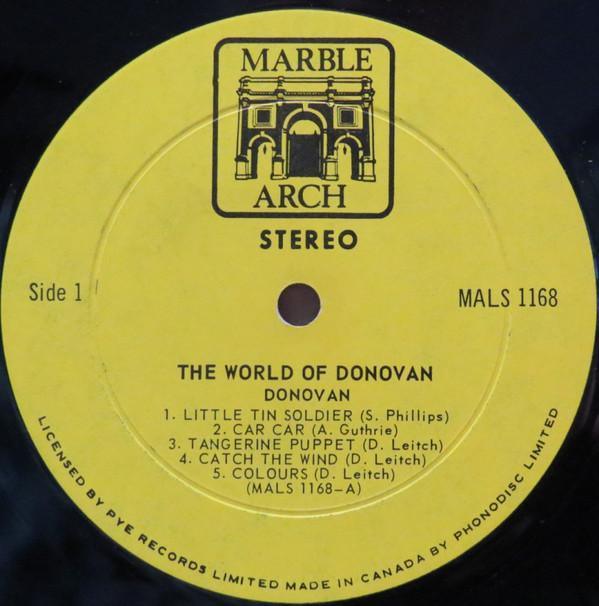 MARBLE
ARCH
STEREO
Side 1
MALS 1168
THE WORLD OF DONOVAN
DONOVAN
1. LITTLE TIN SOLDIER (S. Phillips)
2. CAR CAR (A. Guthrie)
3. TANGERINE PUPPET (D. Leitch)
4. CATCH THE WIND (D. Leitch)
5. COLOURS (D. Leitch)
(MALS 1168-A)
LICENSED BY PYE RECORDS LIMITED MADE IN CANADA BY PHONODISC LIMITED